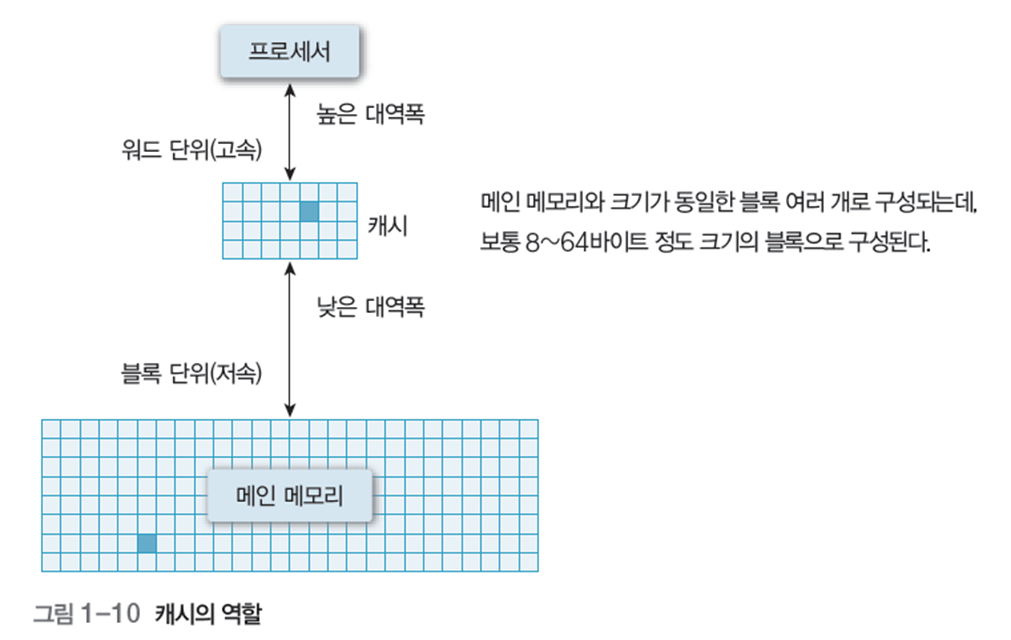 프로세서
높은 대역폭
워드 단위(고속)
캐시
메인 메모리와 크기가 동일한 블록 여러 개로 구성되는데,
보통 8~64바이트 정도 크기의 블록으로 구성된다.
낮은 대역폭
블록 단위(저속)
메인 메모리
그림 1-10 캐시의 역할